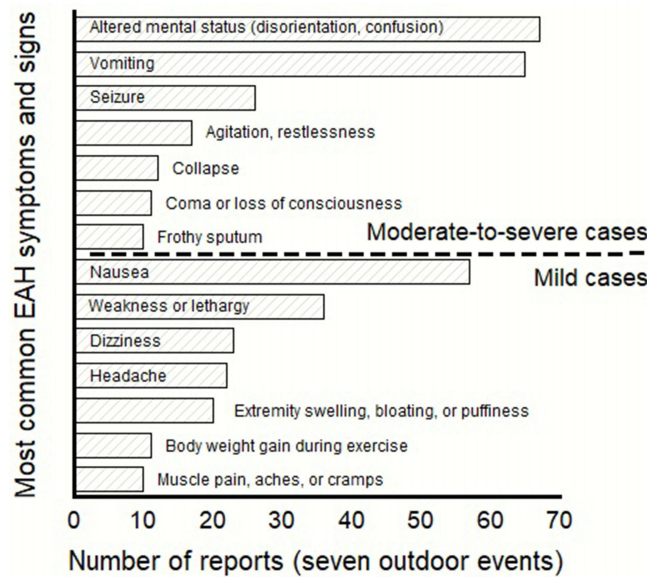 Most common EAH symptoms and signs
Altered mental status (disorientation, confusion)
Vomiting
Seizure
Agitation, restlessness
Collapse
Coma or loss of consciousness
Frothy sputum
Moderate-to-severe cases
Nausea
Mild cases
Weakness or lethargy
Dizziness
Headache
Extremity swelling, bloating, or puffiness
Body weight gain during exercise
Muscle pain, aches, or cramps
0 10 20 30 40 50 60 70
Number of reports (seven outdoor events)